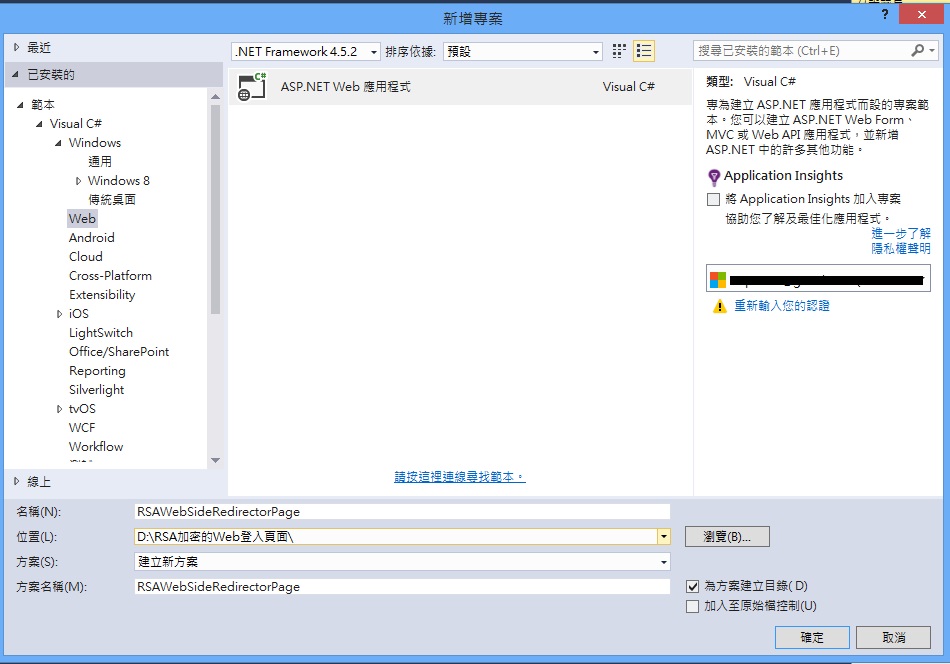 新增專案
?
最近
.NET Framework 4.5.2
排序依據:
預設
搜尋已安裝的範本 (Ctrl+E)
已安裝的
範本
Visual C#
Windows
通用
Windows 8
傳統桌面
Web
Android
Cloud
Cross-Platform
Extensibility
iOS
LightSwitch
Office/SharePoint
Reporting
Silverlight
tvOS
WCF
Workflow
線上
ASP.NET Web 應用程式
Visual C#
請按這裡連線尋找範本。
類型: Visual C#
專為建立 ASP.NET 應用程式而設的專案範
本。您可以建立 ASP.NET Web Form、
MVC 或 Web API 應用程式，並新增
ASP.NET 中的許多其他功能。
Application Insights
將 Application Insights 加入專案
協助您了解及最佳化應用程式。
進一步了解
隱私權聲明
重新輸入您的認證
名稱(N):
RSAWebSideRedirectorPage
位置(L):
D:\RSA加密的Web登入頁面\
瀏覽(B)...
方案(S):
建立新方案
方案名稱(M):
RSAWebSideRedirectorPage
為方案建立目錄( D)
加入至原始檔控制(U)
確定
取消